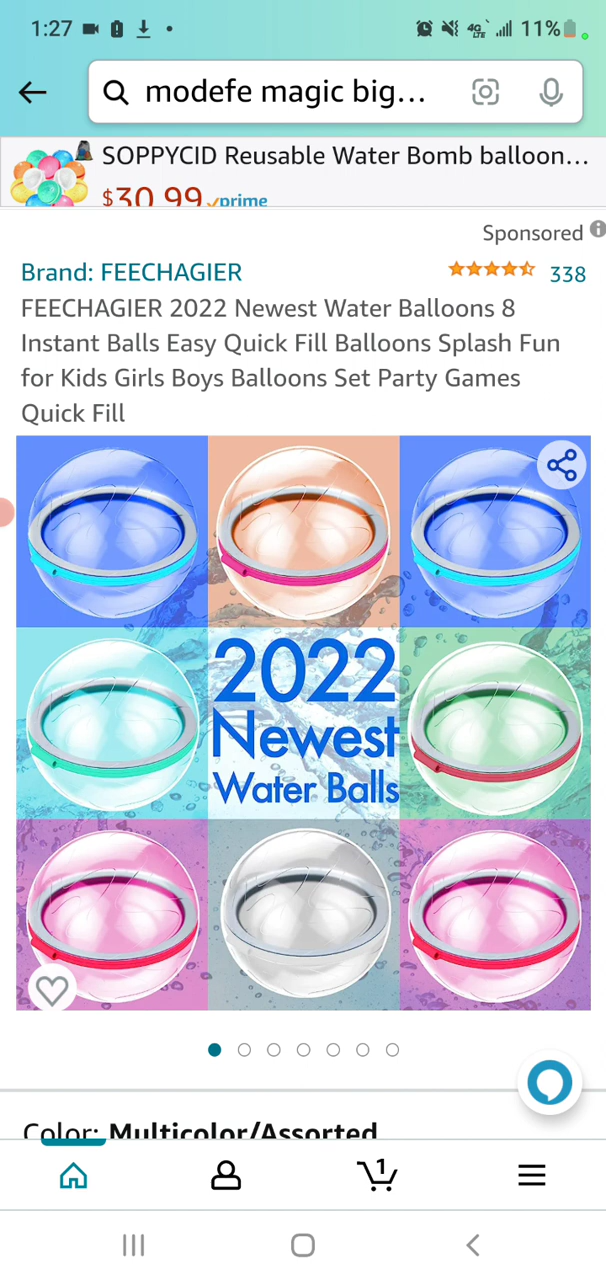 1:27
4G LTE
11%
modefe magic big...
SOPPYCID Reusable Water Bomb balloon...
$30.99 prime
Sponsored
Brand: FEECHAGIER
338
FEECHAGIER 2022 Newest Water Balloons 8
Instant Balls Easy Quick Fill Balloons Splash Fun
for Kids Girls Boys Balloons Set Party Games
Quick Fill
2022
Newest
Water Balls
Color: Multicolor/Assorted
1